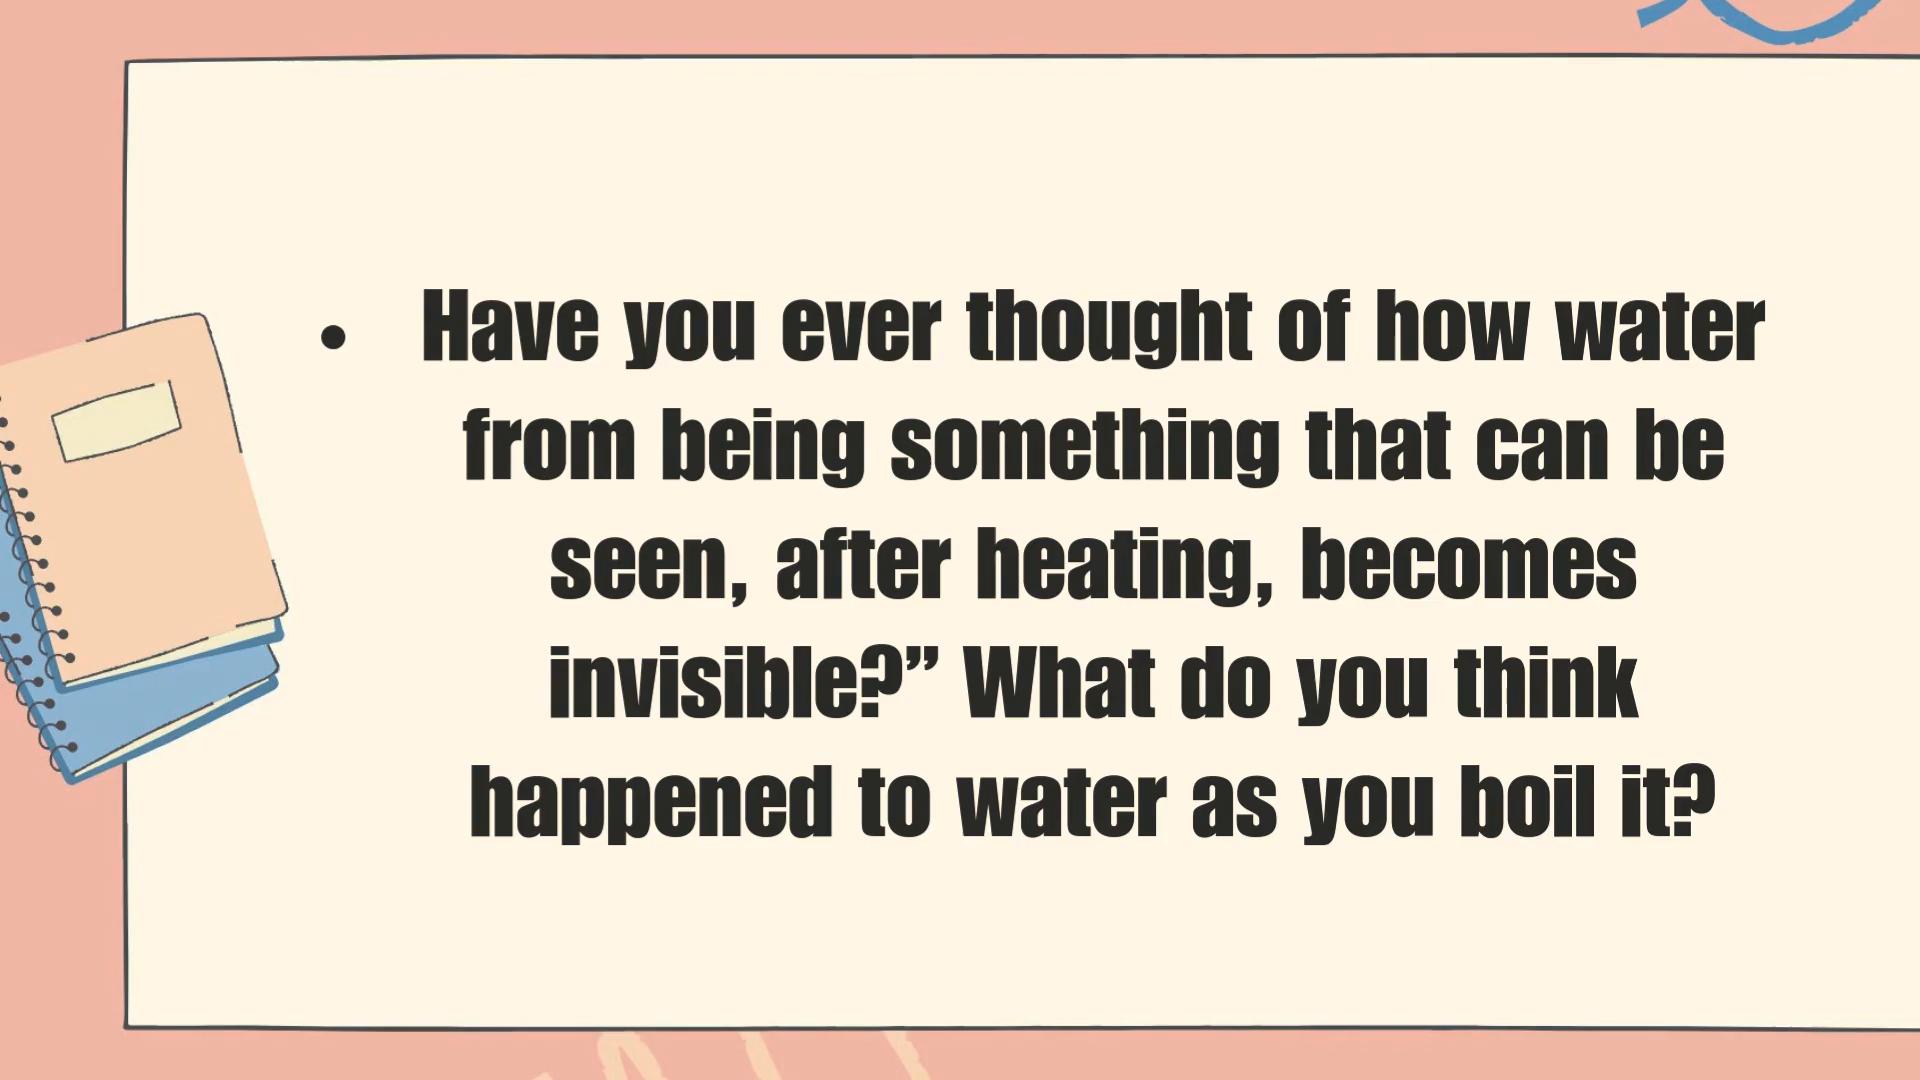 • Have you ever thought of how water
from being something that can be
seen, after heating, becomes
invisible?” What do you think
happened to water as you boil it?